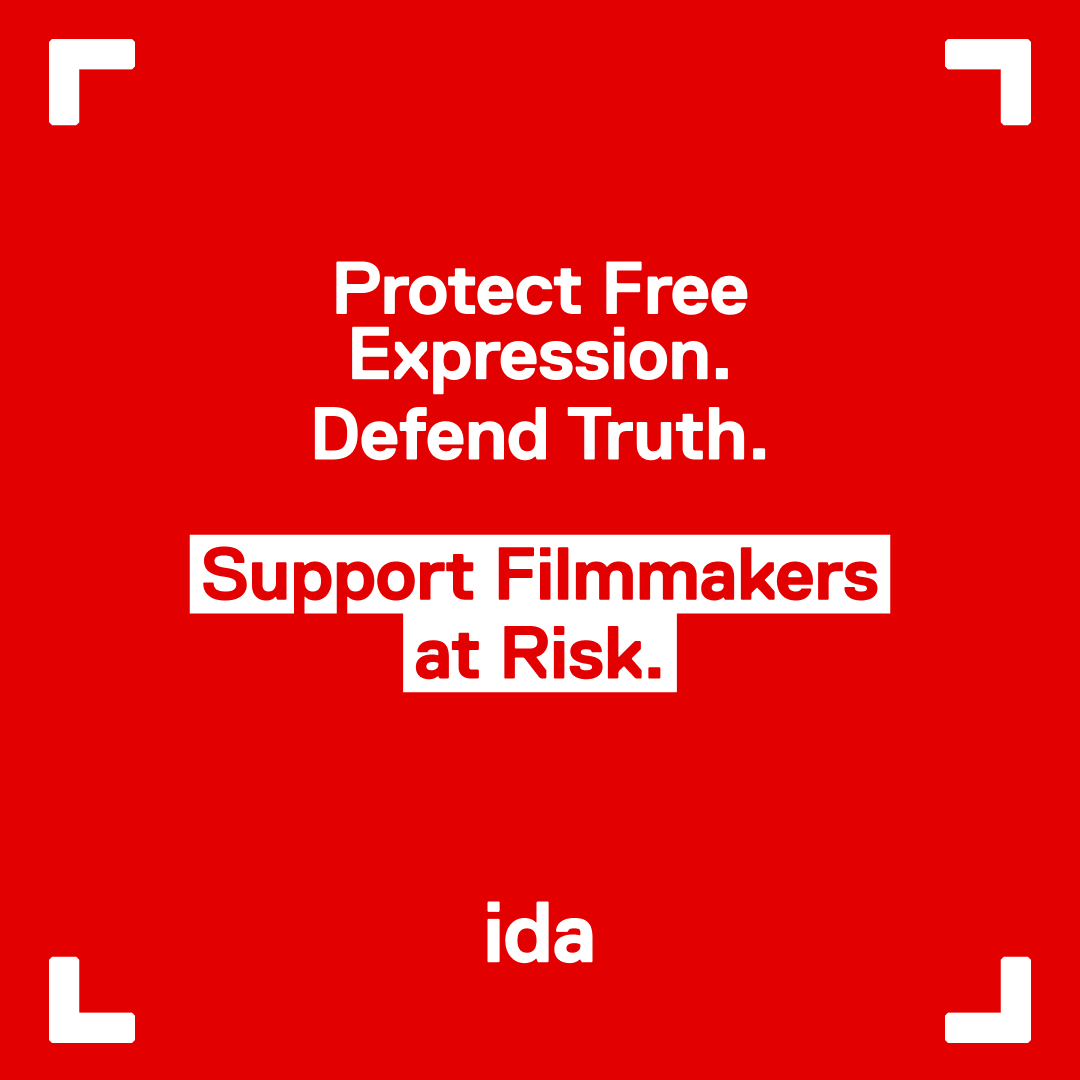 Protect Free
Expression.
Defend Truth.
Support Filmmakers
at Risk.
ida